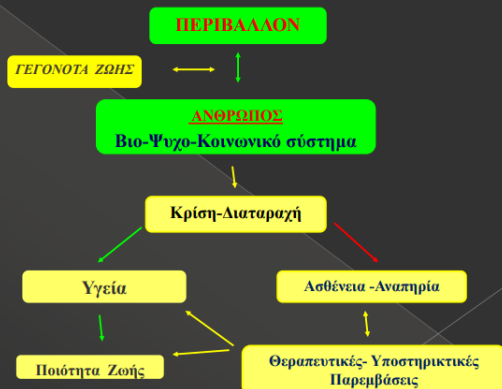 ΠΕΡΙΒΑΛΛΟΝ
ΓΕΓΟΝΟΤΑ ΖΩΗΣ
ΑΝΘΡΩΠΟΣ
Βιο-Ψυχο-Κοινωνικό σύστημα
Κρίση-Διαταραχή
Υγεία
Ασθένεια -Αναπηρία
Ποιότητα Ζωής
Θεραπευτικές- Υποστηρικτικές
Παρεμβάσεις